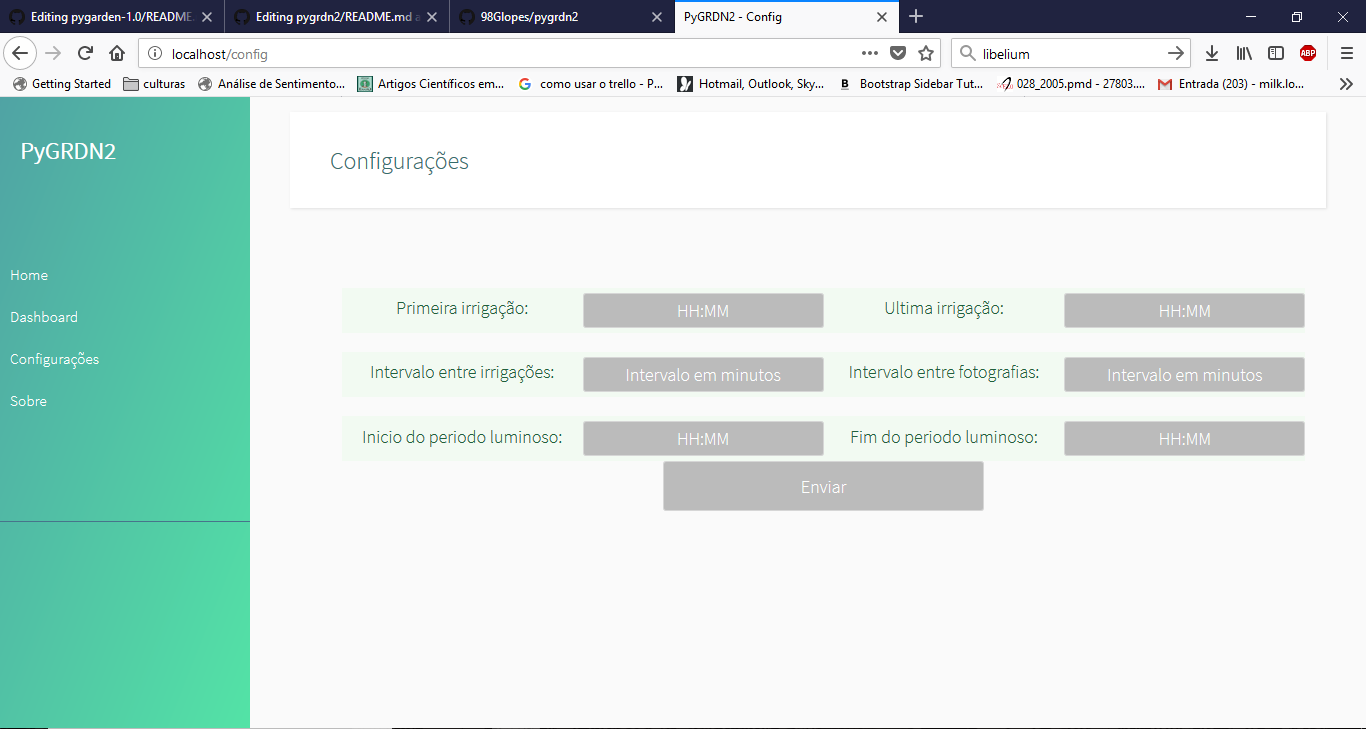 Editing pygarden-1.0/README.
Editing pygrdn2/README.md a
98Glopes/pygrdn2
PyGRDN2 - Config
localhost/config
libelium
ABP
Getting Started
culturas
Análise de Sentimento...
Artigos Científicos em...
G como usar o trello - P...
Hotmail, Outlook, Sky...
B Bootstrap Sidebar Tut...
028_2005.pmd - 27803....
Entrada (203) - milk.lo...
PyGRDN2
Configurações
Home
Dashboard
Configurações
Sobre
Primeira irrigação: HH:MM Ultima irrigação: HH:MM
Intervalo entre irrigações: Intervalo em minutos Intervalo entre fotografias: Intervalo em minutos
Inicio do periodo luminoso: HH:MM Fim do periodo luminoso: HH:MM
Enviar